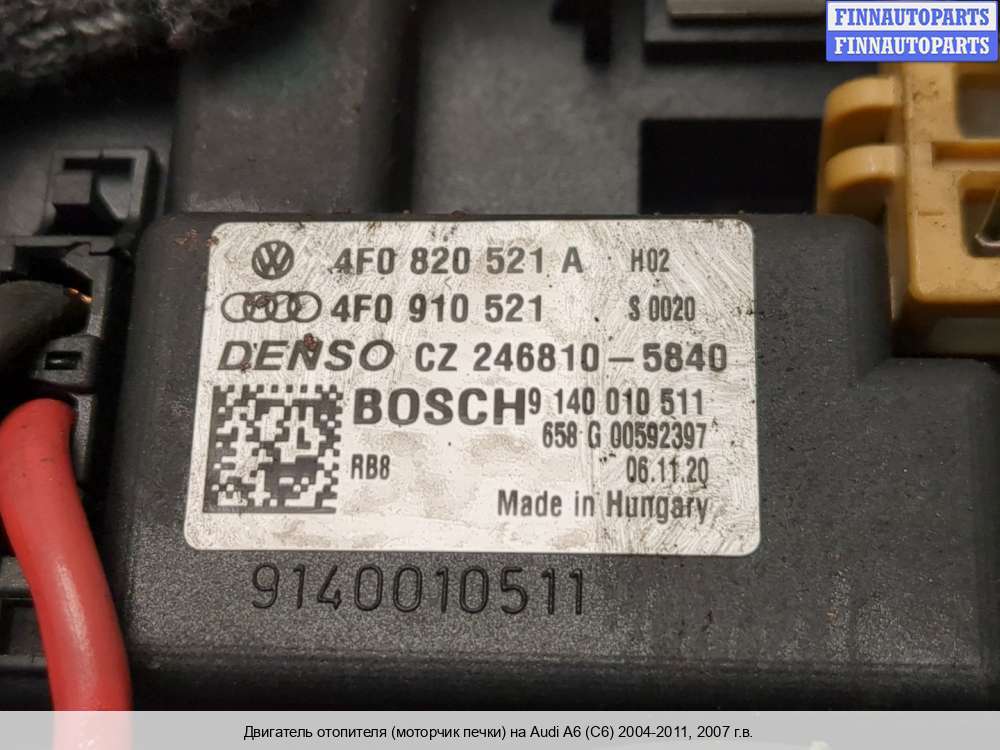 FINNAUTOPARTS
FINNAUTOPARTS
4F0 820 521 A H02
4F0 910 521 S 0020
DENSO CZ 246810-5840
BOSCH 9 140 010 511
658 G 00592397
RB8 06.11.20
Made in Hungary
9140010511
Двигатель отопителя (моторчик печки) на Audi A6 (C6) 2004-2011, 2007 г.в.